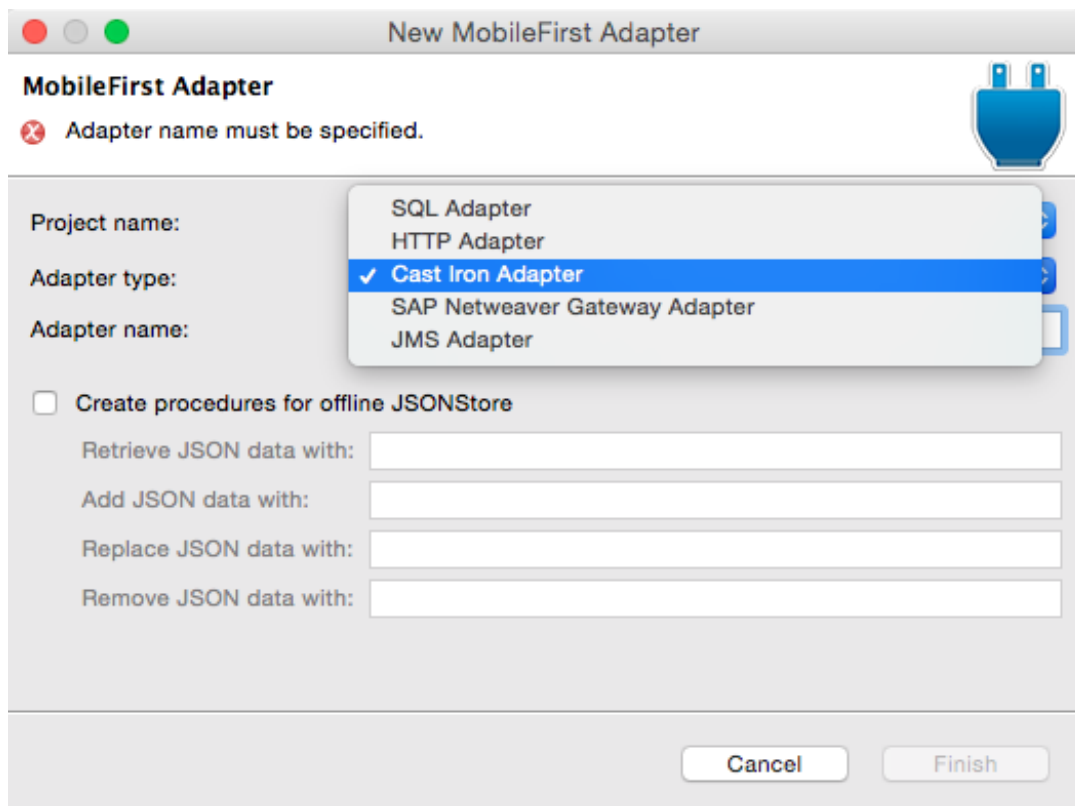 New MobileFirst Adapter
MobileFirst Adapter
Adapter name must be specified.
Project name:
SQL Adapter
HTTP Adapter
Adapter type:
✓ Cast Iron Adapter
SAP Netweaver Gateway Adapter
Adapter name:
JMS Adapter
Create procedures for offline JSONStore
Retrieve JSON data with:
Add JSON data with:
Replace JSON data with:
Remove JSON data with:
Cancel
Finish